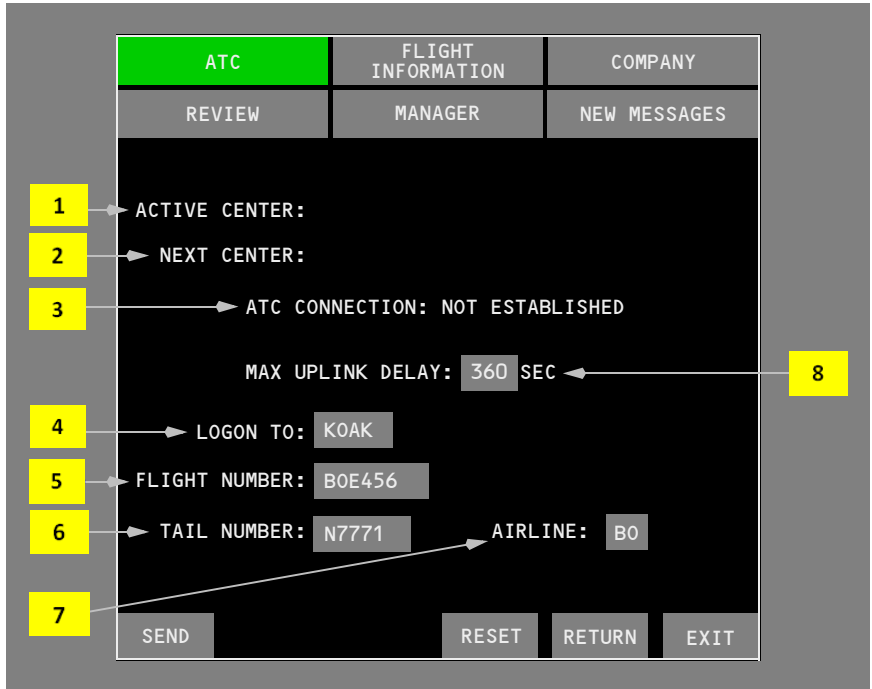 ATC
FLIGHT
INFORMATION
COMPANY
REVIEW
MANAGER
NEW MESSAGES
1
ACTIVE CENTER:
2
NEXT CENTER:
3
ATC CONNECTION: NOT ESTABLISHED
MAX UPLINK DELAY: 360 SEC
8
4
LOGON TO: KOAK
5
FLIGHT NUMBER: BOE456
6
TAIL NUMBER: N7771
AIRLINE: BO
7
SEND
RESET
RETURN
EXIT